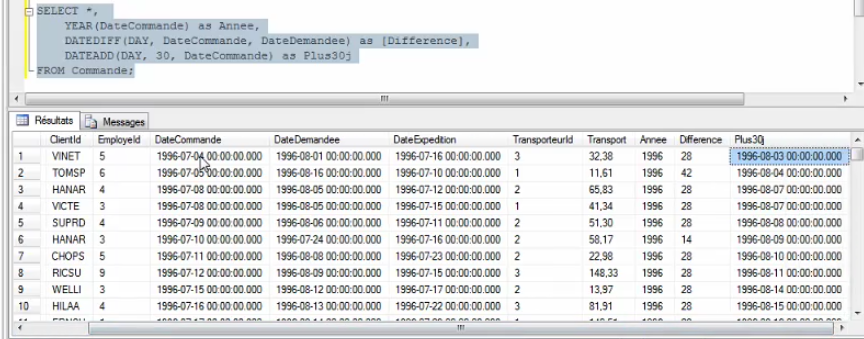 SELECT *,
YEAR(DateCommande) as Annee,
DATEDIFF(DAY, DateCommande, DateDemandee) as [Difference],
DATEADD(DAY, 30, DateCommande) as Plus30j
FROM Commande;
Résultats Messages
ClientId EmployeId DateCommande DateDemandee DateExpedition TransporteurId Transport Annee Difference Plus30j
1 VINET 5 1996-07-04 00:00:00.000 1996-08-01 00:00:00.000 1996-07-16 00:00:00.000 3 32,38 1996 28 1996-08-03 00:00:00.000
2 TOMSP 6 1996-07-05 00:00:00.000 1996-08-16 00:00:00.000 1996-07-10 00:00:00.000 1 11,61 1996 42 1996-08-04 00:00:00.000
3 HANAR 4 1996-07-08 00:00:00.000 1996-08-05 00:00:00.000 1996-07-12 00:00:00.000 2 65,83 1996 28 1996-08-07 00:00:00.000
4 VICTE 3 1996-07-08 00:00:00.000 1996-08-05 00:00:00.000 1996-07-15 00:00:00.000 1 41,34 1996 28 1996-08-07 00:00:00.000
5 SUPRD 4 1996-07-09 00:00:00.000 1996-08-06 00:00:00.000 1996-07-11 00:00:00.000 2 51,30 1996 28 1996-08-08 00:00:00.000
6 HANAR 3 1996-07-10 00:00:00.000 1996-07-24 00:00:00.000 1996-07-16 00:00:00.000 2 58,17 1996 14 1996-08-09 00:00:00.000
7 CHOPS 5 1996-07-11 00:00:00.000 1996-08-08 00:00:00.000 1996-07-23 00:00:00.000 2 22,98 1996 28 1996-08-10 00:00:00.000
8 RICSU 9 1996-07-12 00:00:00.000 1996-08-09 00:00:00.000 1996-07-15 00:00:00.000 3 148,33 1996 28 1996-08-11 00:00:00.000
9 WELLI 3 1996-07-15 00:00:00.000 1996-08-12 00:00:00.000 1996-07-17 00:00:00.000 2 13,97 1996 28 1996-08-14 00:00:00.000
10 HILAA 4 1996-07-16 00:00:00.000 1996-08-13 00:00:00.000 1996-07-22 00:00:00.000 3 81,91 1996 28 1996-08-15 00:00:00.000